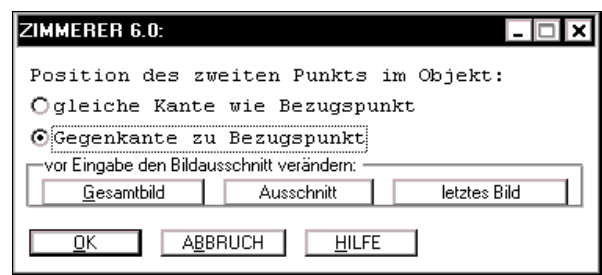 ZIMMERER 6.0:
Position des zweiten Punkts im Objekt:
gleiche Kante wie Bezugspunkt
Gegenkante zu Bezugspunkt
vor Eingabe den Bildausschnitt verändern:
Gesamtbild Ausschnitt letztes Bild
OK ABBRUCH HILFE